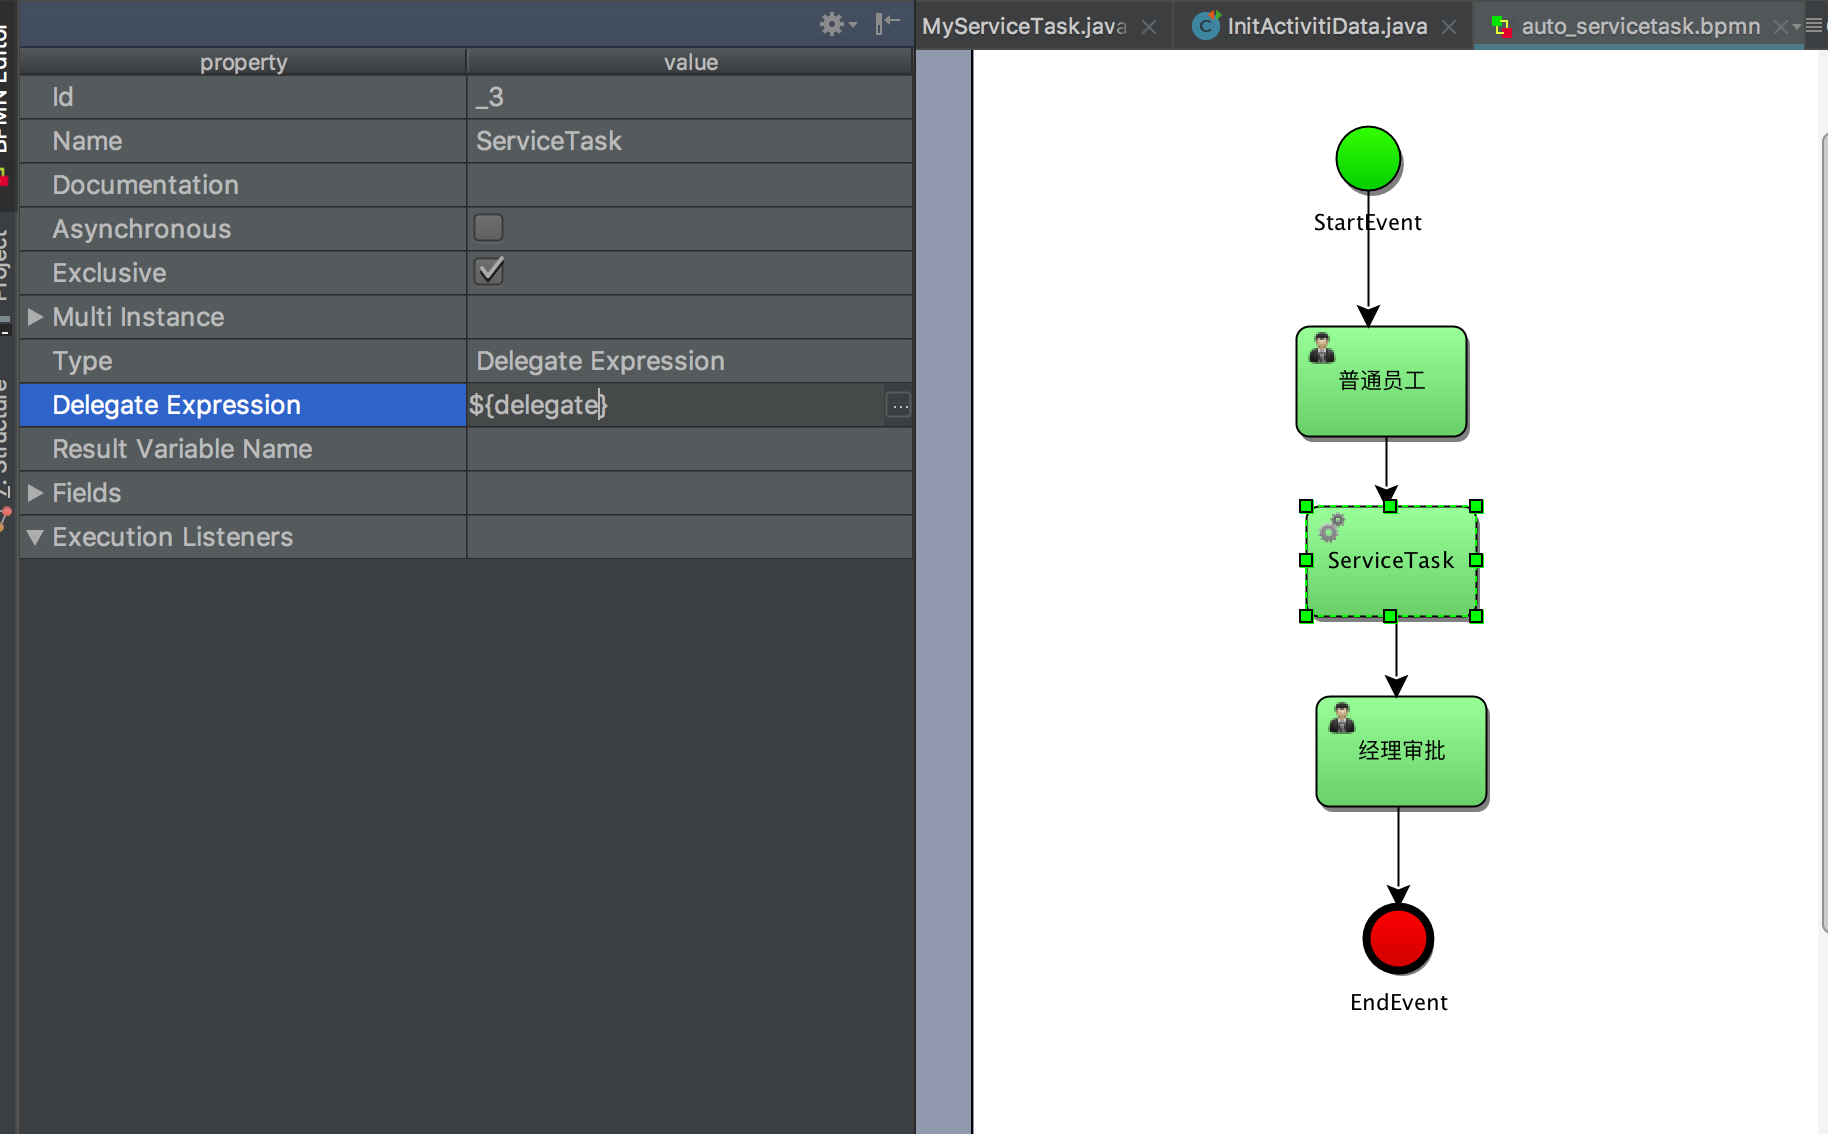 BPMN Editor
Project
Z: Structure
property value
Id _3
Name ServiceTask
Documentation
Asynchronous
Exclusive
Multi Instance
Type Delegate Expression
Delegate Expression ${delegate} ...
Result Variable Name
Fields
Execution Listeners
MyServiceTask.java InitActivitiData.java auto_servicetask.bpmn
StartEvent
普通员工
ServiceTask
经理审批
EndEvent